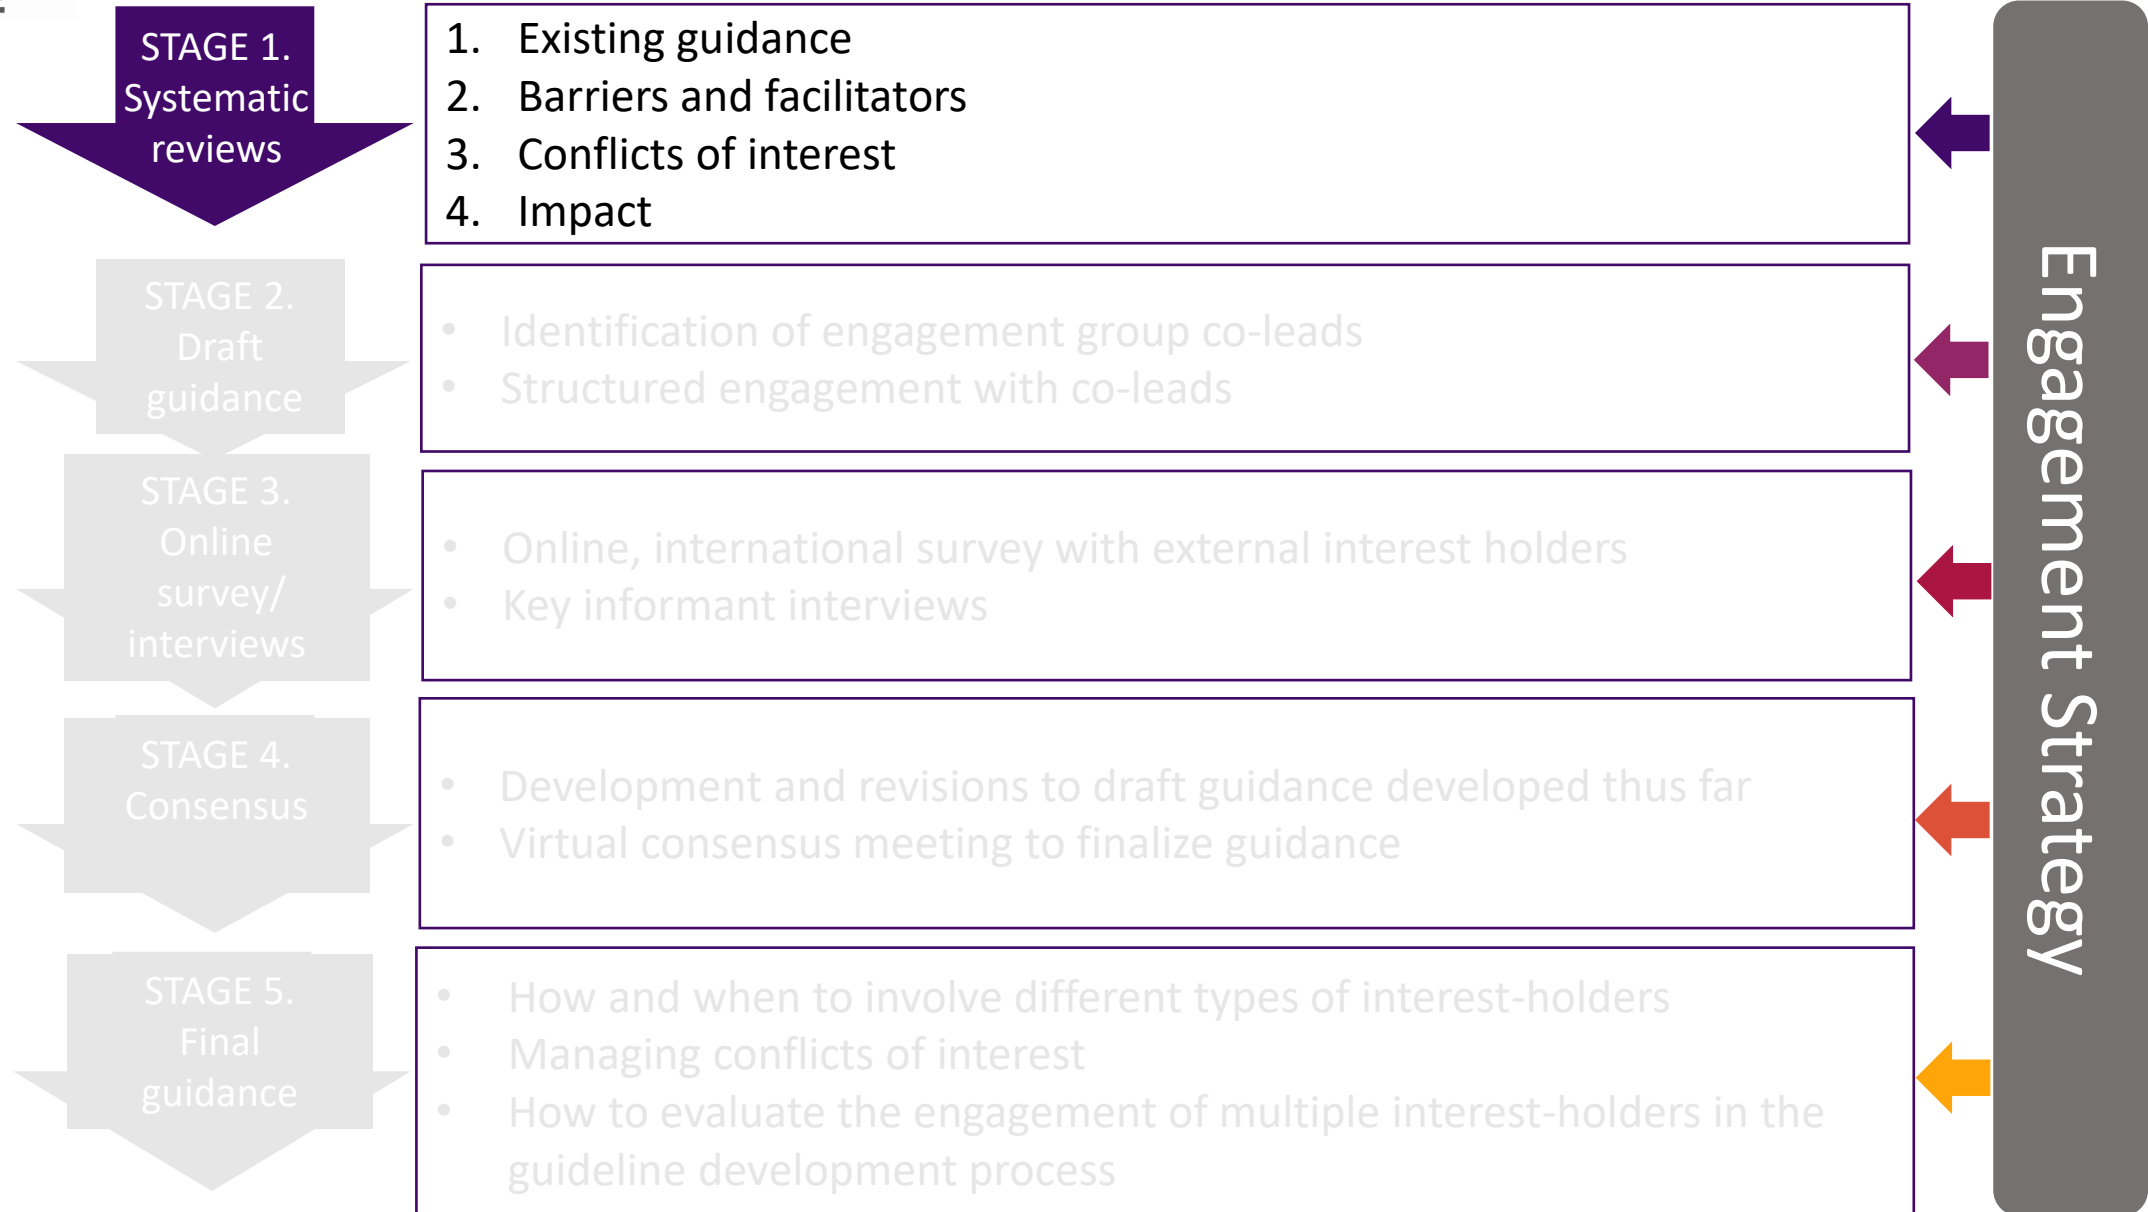 STAGE 1.
Systematic
reviews
1. Existing guidance
2. Barriers and facilitators
3. Conflicts of interest
4. Impact
STAGE 2.
Draft
guidance
• Identification of engagement group co-leads
• Structured engagement with co-leads
STAGE 3.
Online
survey/
interviews
• Online, international survey with external interest holders
• Key informant interviews
STAGE 4.
Consensus
• Development and revisions to draft guidance developed thus far
• Virtual consensus meeting to finalize guidance
STAGE 5.
Final
guidance
• How and when to involve different types of interest-holders
• Managing conflicts of interest
• How to evaluate the engagement of multiple interest-holders in the
guideline development process
Engagement Strategy